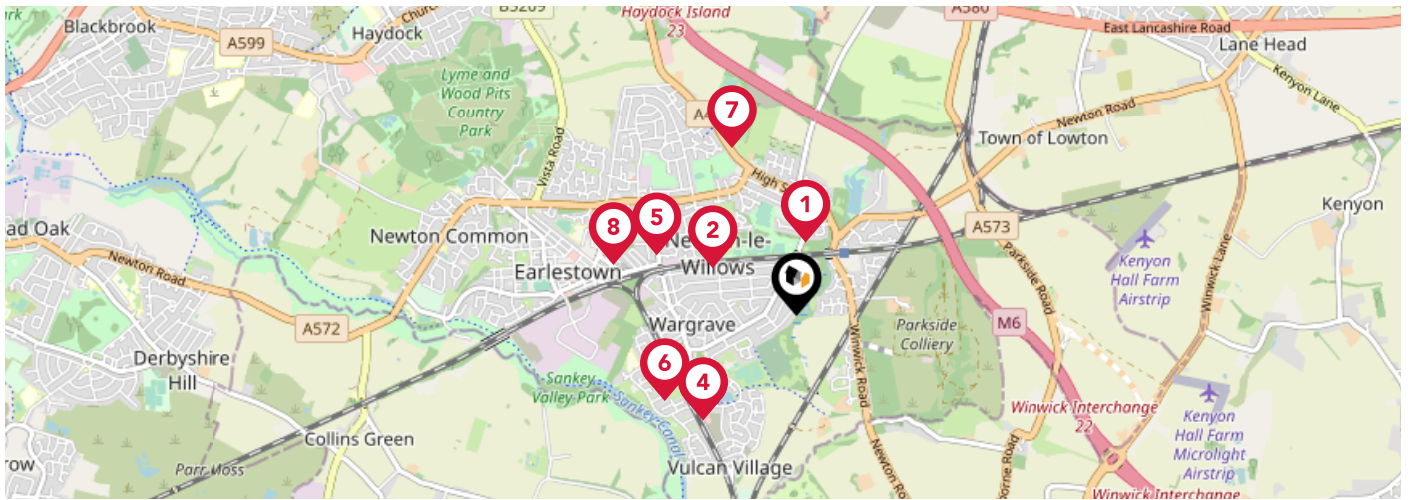 Blackbrook
A599
Haydock
Haydock Island
23
A580
East Lancashire Road
Lane Head
Kenyon Lane
Lyme and
Wood Pits
Country
Park
Vista Road
7
Newton Road
Town of Lowton
High
1
Kenyon
ad Oak
Newton Common
8
5
2
Willows
A573
Newton Road
Earlestown
Parkside Road
Kenyon
Hall Farm
Airstrip
Winwick Lane
A572
Wargrave
Parkside
Colliery
M6
Winwick Road
Derbyshire
Hill
6
4
Sankey
Valley Park
Sankey Canal
Winwick Interchange
22
Kenyon
Hall Farm
Microlight
Airstrip
Collins Green
Parr Moss
Vulcan Village
row
Newton
orne Road
Winwick Interchange